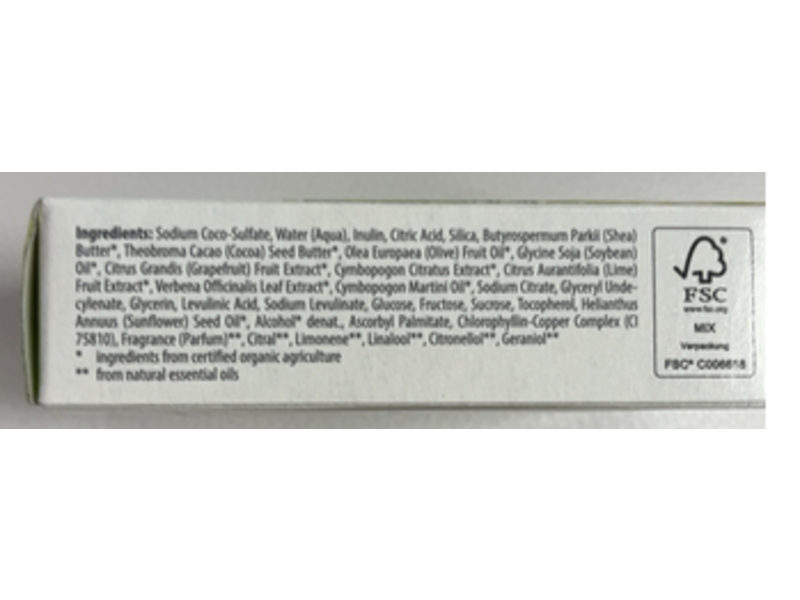 Ingredients: Sodium Coco-Sulfate, Water (Aqua), Inulin, Citric Acid, Silica, Butyrospermum Parkii (Shea)
Butter*, Theobroma Cacao (Cocoa) Seed Butter*, Olea Europaea (Olive) Fruit Oil*, Glycine Soja (Soybean)
Oil*, Citrus Grandis (Grapefruit) Fruit Extract*, Cymbopogon Citratus Extract*, Citrus Aurantifolia (Lime)
Fruit Extract*, Verbena Officinalis Leaf Extract*, Cymbopogon Martini Oil*, Sodium Citrate, Glyceryl Unde-
cylenate, Glycerin, Levulinic Acid, Sodium Levulinate, Glucose, Fructose, Sucrose, Tocopherol, Helianthus
Annuus (Sunflower) Seed Oil*, Alcohol* denat., Ascorbyl Palmitate, Chlorophyllin-Copper Complex (CI
75810), Fragrance (Parfum)**, Citral**, Limonene**, Linalool**, Citronellol**, Geraniol**
* ingredients from certified organic agriculture
** from natural essential oils
®
FSC
www.fsc.org
MIX
Verpackung
FSC® C006618